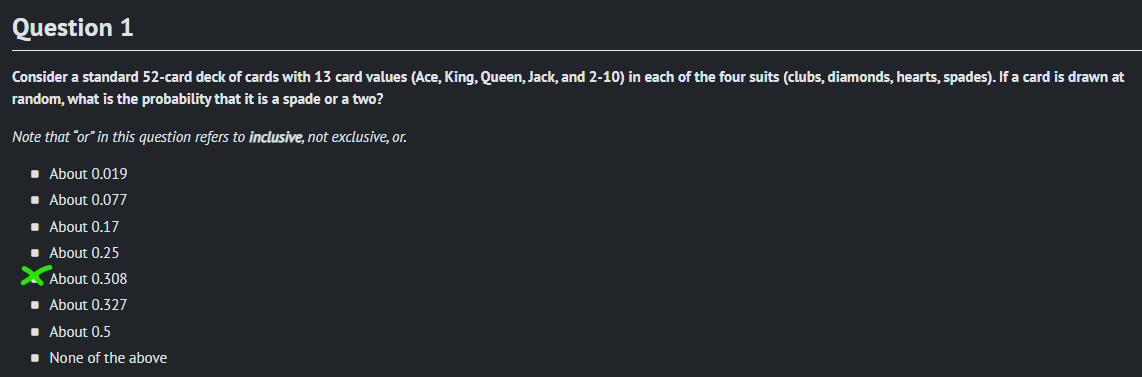 Question 1
Consider a standard 52-card deck of cards with 13 card values (Ace, King, Queen, Jack, and 2-10) in each of the four suits (clubs, diamonds, hearts, spades). If a card is drawn at
random, what is the probability that it is a spade or a two?
Note that “or” in this question refers to inclusive, not exclusive, or.
About 0.019
About 0.077
About 0.17
About 0.25
About 0.308
About 0.327
About 0.5
None of the above